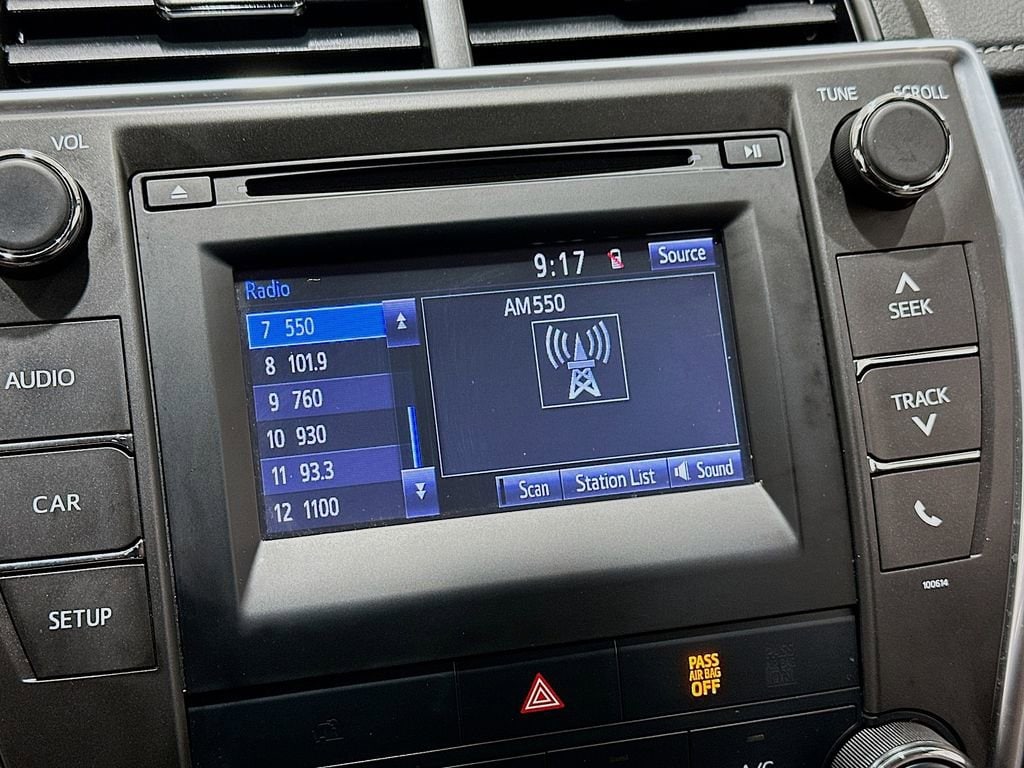 VOL
TUNE SCROLL
9:17
Source
Radio
AM550
7 550
8 101.9
9 760
10 930
11 93.3
12 1100
Scan
Station List
Sound
AUDIO
CAR
SETUP
SEEK
TRACK
100614
PASS
AIR BAG
OFF
A/C